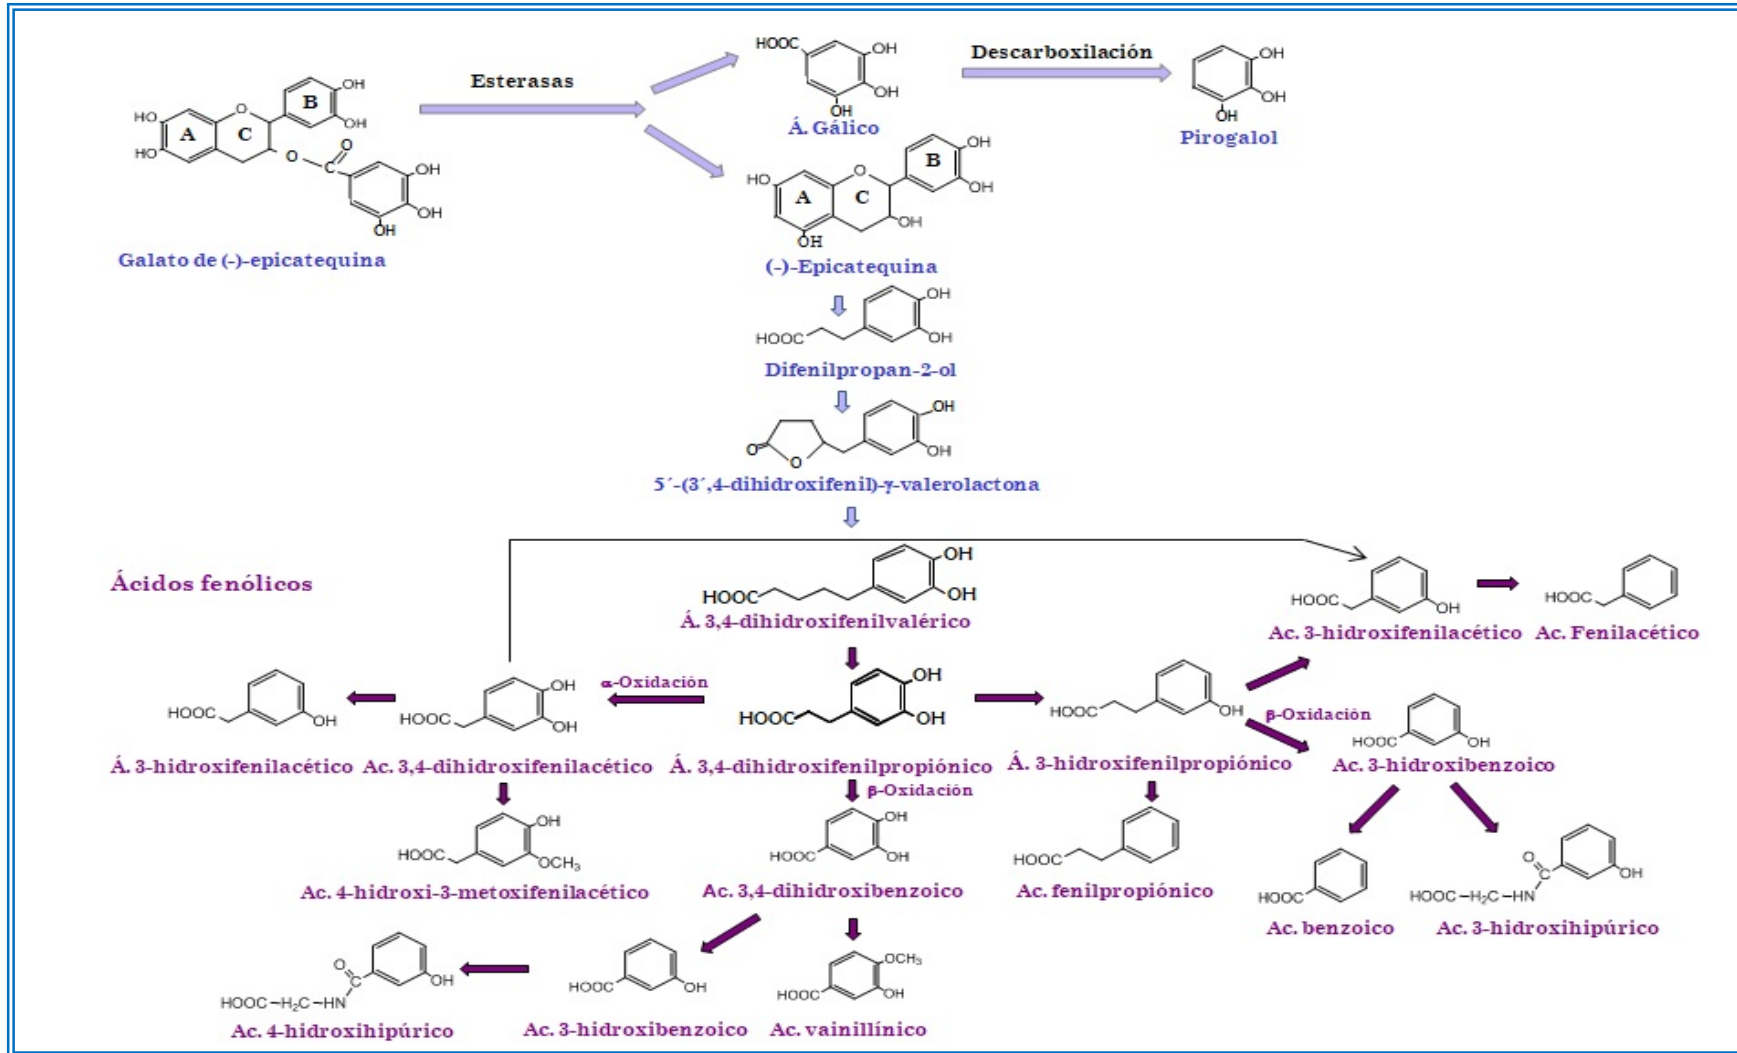 Esterasas
Descarboxilación
HOOC OH OH OH
Á. Gálico
OH OH OH
Pirogalol
HO HO A C B O OH OH O C O OH OH OH
Galato de (-)-epicatequina
HO A C B O OH OH OH OH
(-)-Epicatequina
HOOC OH OH
Difenilpropan-2-ol
O O OH OH
5´-(3´,4-dihidroxifenil)-γ-valerolactona
Ácidos fenólicos
HOOC OH OH
Á. 3,4-dihidroxifenilvalérico
HOOC OH
Ac. 3-hidroxifenilacético
HOOC
Ac. Fenilacético
HOOC OH
Á. 3-hidroxifenilacético
HOOC OH OH
Ac. 3,4-dihidroxifenilacético
α-Oxidación
HOOC OH OH
Á. 3,4-dihidroxifenilpropiónico
HOOC OH
Á. 3-hidroxifenilpropiónico
β-Oxidación
HOOC OH
Ac. 3-hidroxibenzoico
β-Oxidación
HOOC OH OCH3
Ac. 4-hidroxi-3-metoxifenilacético
HOOC OH OH
Ac. 3,4-dihidroxibenzoico
HOOC
Ac. fenilpropiónico
HOOC
Ac. benzoico
HOOC-H2C-HN C O OH
Ac. 3-hidroxihipúrico
HOOC-H2C-HN C O OH
Ac. 4-hidroxihipúrico
HOOC OH
Ac. 3-hidroxibenzoico
HOOC OCH3 OH
Ac. vainillínico